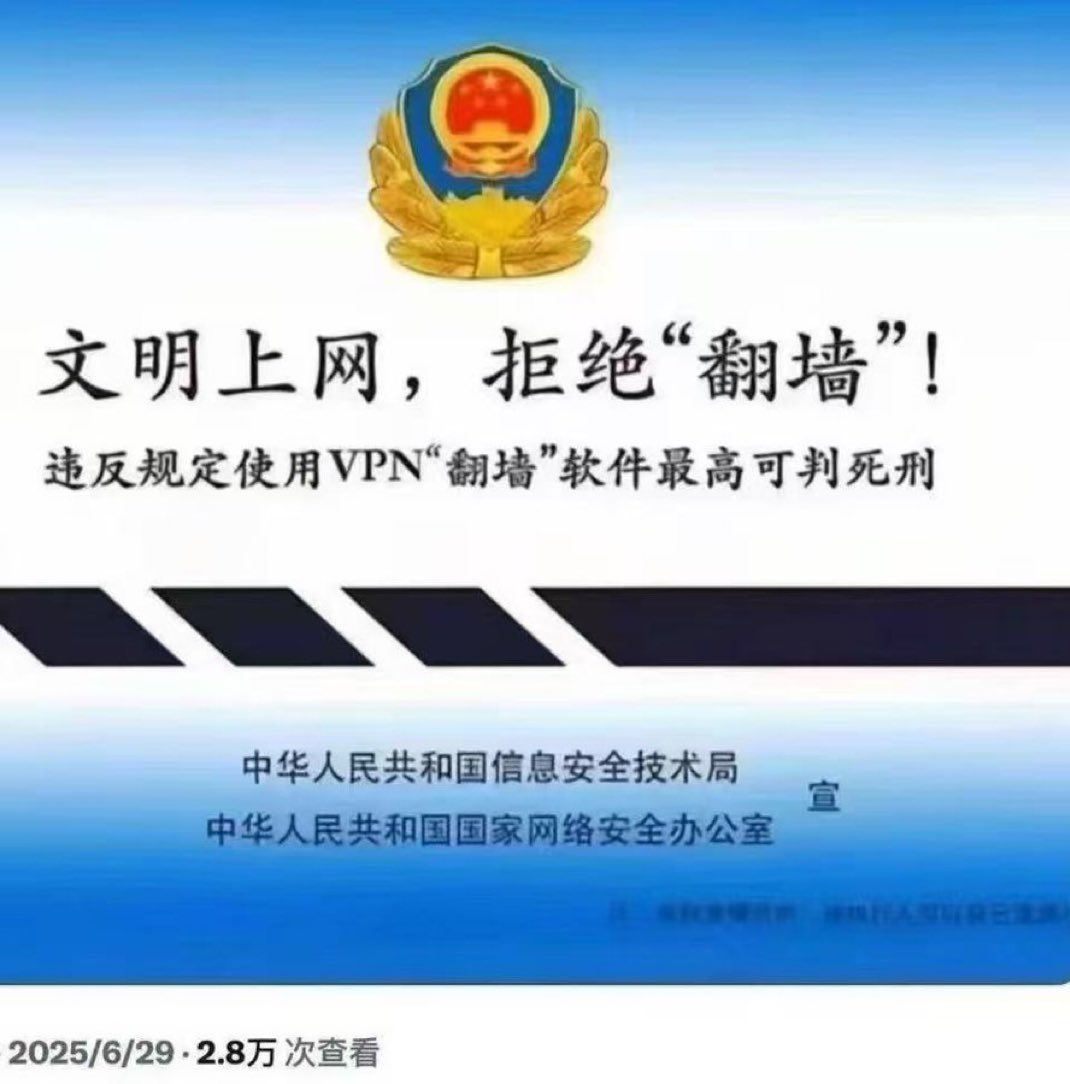 文明上网，拒绝“翻墙”!
违反规定使用VPN“翻墙”软件最高可判死刑
中华人民共和国信息安全技术局
中华人民共和国国家网络安全办公室
宣
· 2025/6/29 · 2.8万 次查看